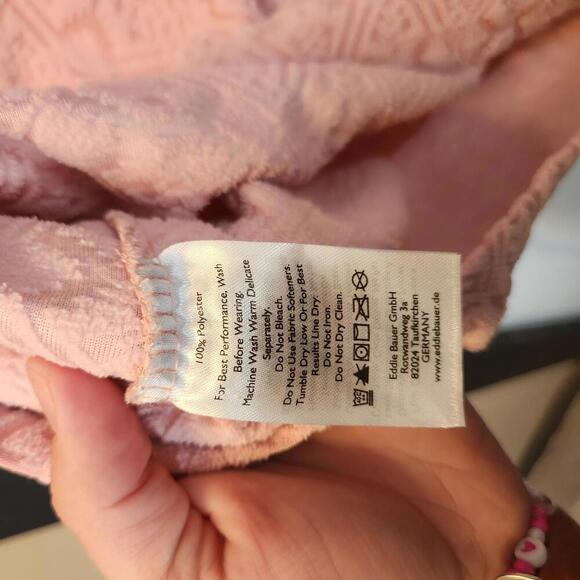 100% Polyester
For Best Performance, Wash
Before Wearing.
Machine Wash Warm Delicate
Separately.
Do Not Bleach.
Do Not Use Fabric Softeners.
Tumble Dry Low Or For Best
Results Line Dry.
Do Not Iron.
Do Not Dry Clean.
Eddie Bauer GmbH
Rotwandweg 3a
82024 Taufkirchen
GERMANY
www.eddiebauer.de